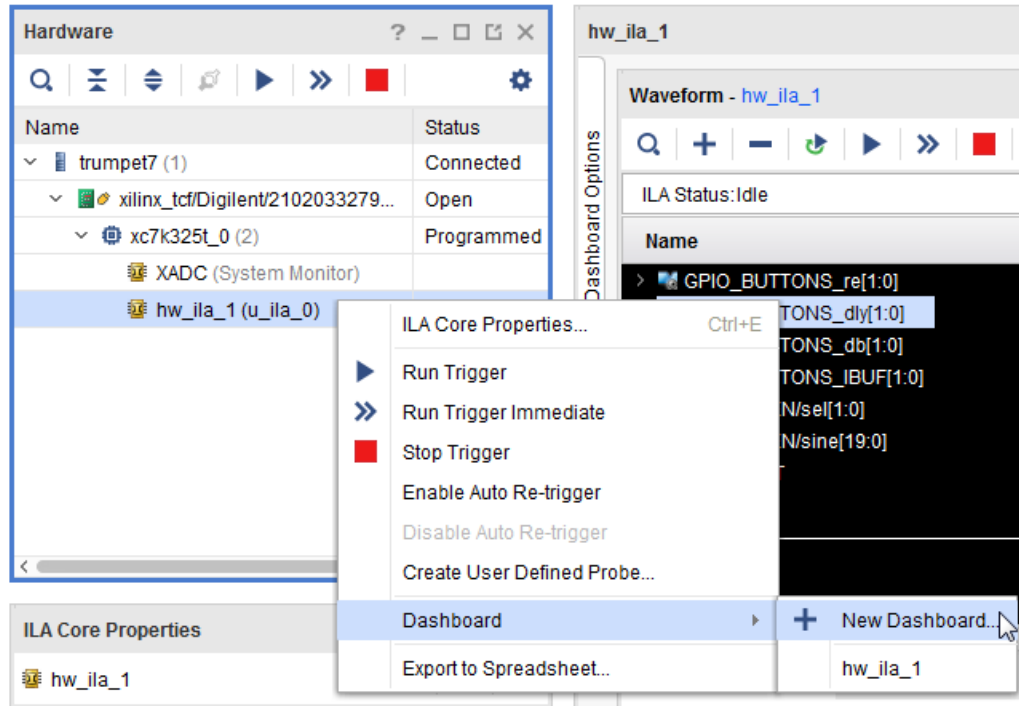 Hardware
?
hw_ila_1
Waveform - hw_ila_1
Dashboard Options
Name Status
trumpet7 (1) Connected
xilinx_tcf/Digilent/2102033279... Open
xc7k325t_0 (2) Programmed
XADC (System Monitor)
hw_ila_1 (u_ila_0)
ILA Status:Idle
Name
GPIO_BUTTONS_re[1:0]
TONS_dly[1:0]
TONS_db[1:0]
TONS_IBUF[1:0]
N/sel[1:0]
N/sine[19:0]
ILA Core Properties... Ctrl+E
Run Trigger
Run Trigger Immediate
Stop Trigger
Enable Auto Re-trigger
Disable Auto Re-trigger
Create User Defined Probe...
Dashboard
Export to Spreadsheet...
New Dashboard...
hw_ila_1
ILA Core Properties
hw_ila_1